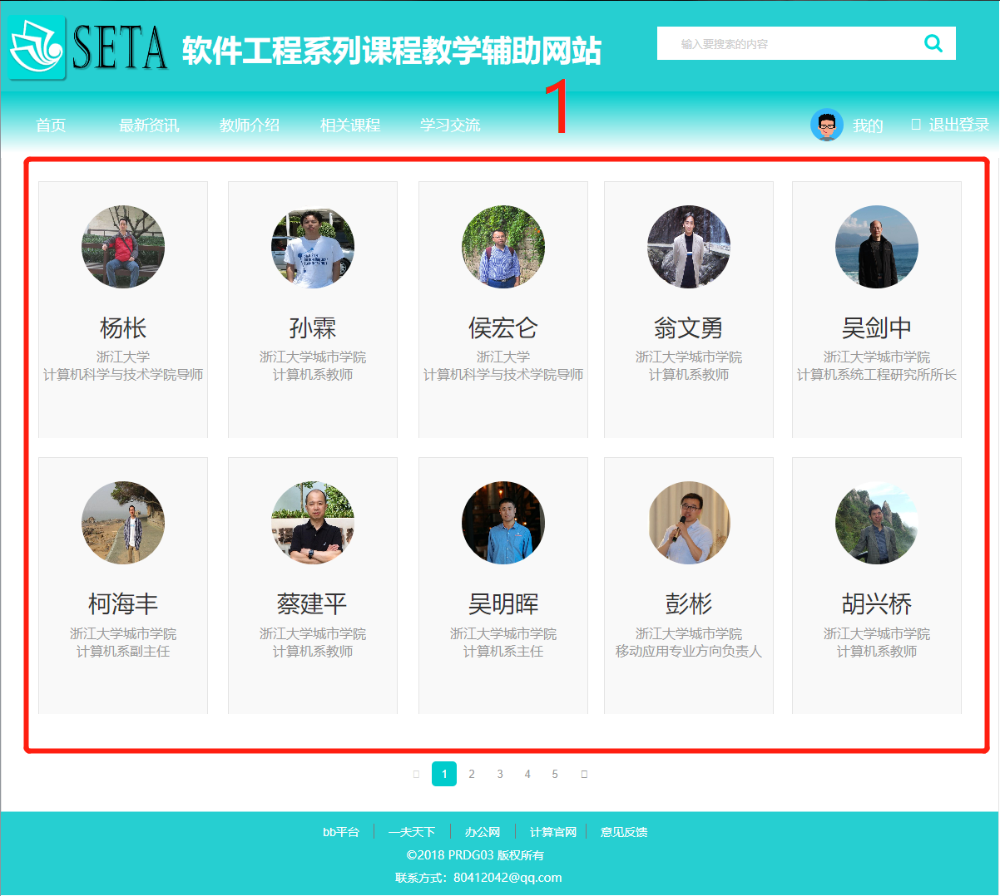 SETA 软件工程系列课程教学辅助网站
输入要搜索的内容
1
首页 最新资讯 教师介绍 相关课程 学习交流 我的 退出登录
杨枨 孙霖 侯宏仑 翁文勇 吴剑中
浙江大学 浙江大学城市学院 浙江大学 浙江大学城市学院 浙江大学城市学院
计算机科学与技术学院导师 计算机系教师 计算机科学与技术学院导师 计算机系教师 计算机系统工程研究所所长
柯海丰 蔡建平 吴明晖 彭彬 胡兴桥
浙江大学城市学院 浙江大学城市学院 浙江大学城市学院 浙江大学城市学院 浙江大学城市学院
计算机系副主任 计算机系教师 计算机系主任 移动应用专业方向负责人 计算机系教师
1 2 3 4 5
bb平台 一夫天下 办公网 计算官网 意见反馈
©2018 PRDG03 版权所有
联系方式：80412042@qq.com